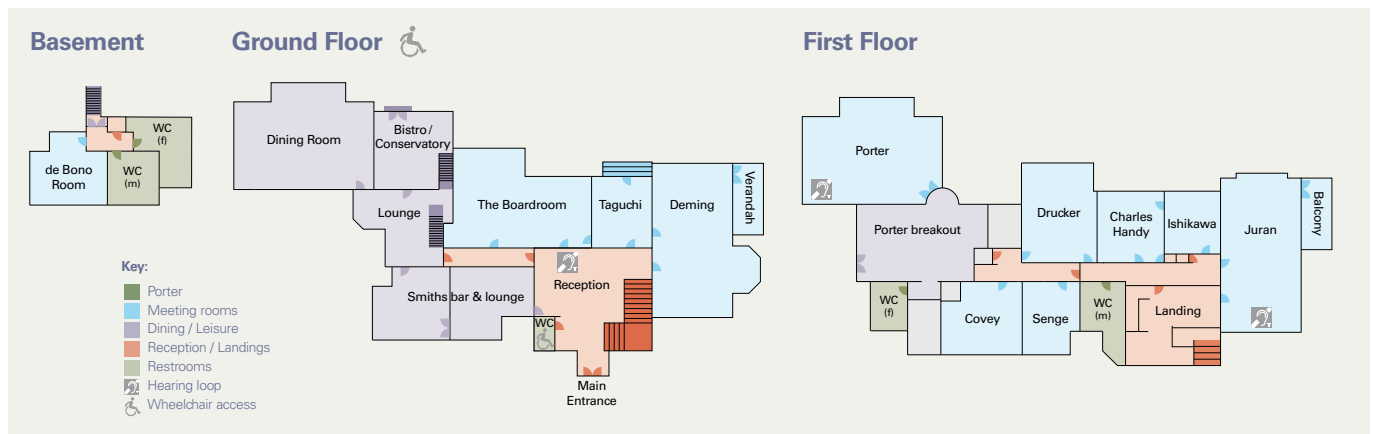 Basement
Ground Floor
First Floor
WC
(f)
de Bono
Room
WC
(m)
Dining Room
Bistro/
Conservatory
Lounge
The Boardroom
Taguchi
Deming
Verandah
Smiths bar & lounge
Reception
WC
Main
Entrance
Porter
Porter breakout
Drucker
Charles
Handy
Ishikawa
Juran
Balcony
WC
(f)
Covey
Senge
WC
(m)
Landing
Key:
Porter
Meeting rooms
Dining / Leisure
Reception / Landings
Restrooms
Hearing loop
Wheelchair access